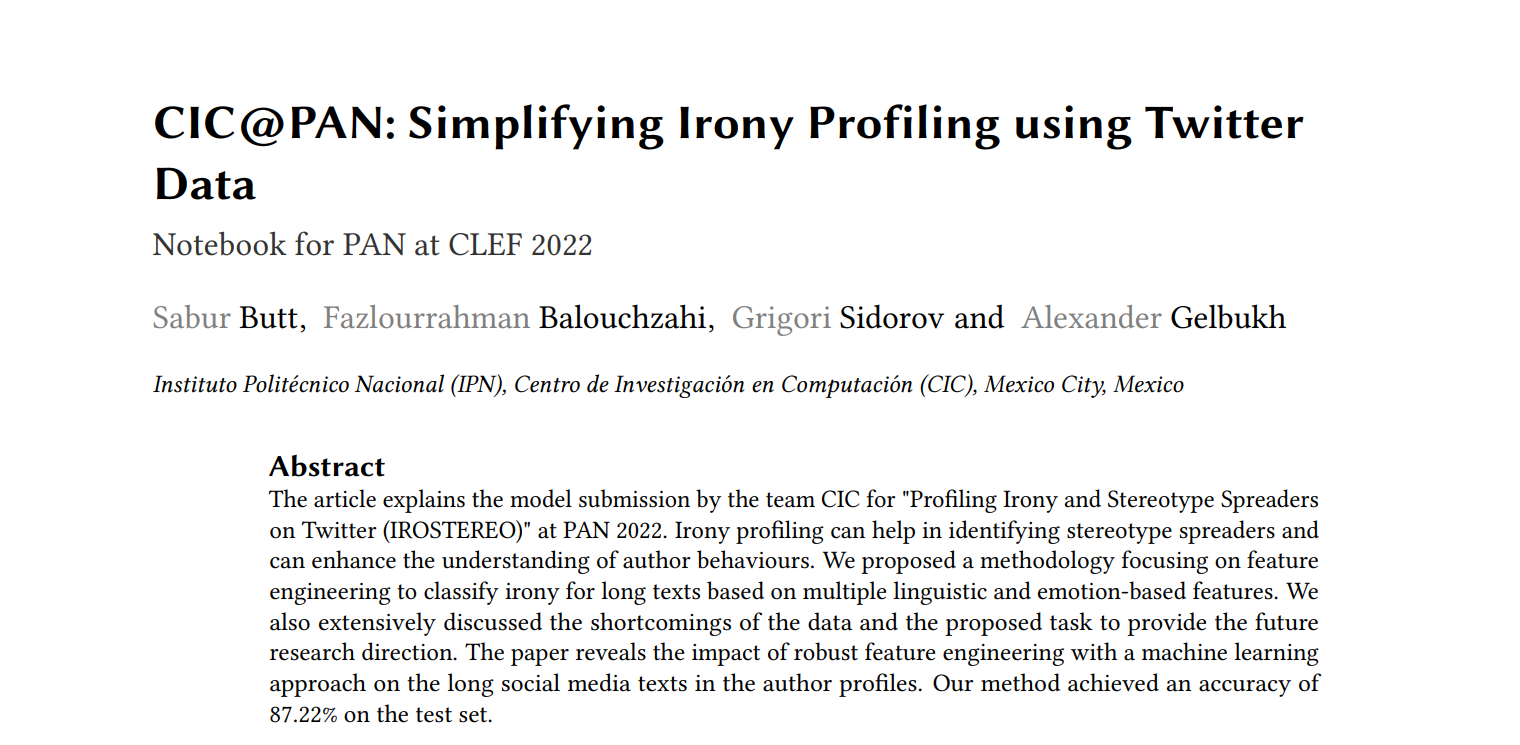 CIC@PAN: Simplifying Irony Profiling using Twitter
Data
Notebook for PAN at CLEF 2022
Sabur Butt, Fazlourrahman Balouchzahi, Grigori Sidorov and Alexander Gelbukh
Instituto Politécnico Nacional (IPN), Centro de Investigación en Computación (CIC), Mexico City, Mexico
Abstract
The article explains the model submission by the team CIC for "Profiling Irony and Stereotype Spreaders
on Twitter (IROSTEREO)" at PAN 2022. Irony profiling can help in identifying stereotype spreaders and
can enhance the understanding of author behaviours. We proposed a methodology focusing on feature
engineering to classify irony for long texts based on multiple linguistic and emotion-based features. We
also extensively discussed the shortcomings of the data and the proposed task to provide the future
research direction. The paper reveals the impact of robust feature engineering with a machine learning
approach on the long social media texts in the author profiles. Our method achieved an accuracy of
87.22% on the test set.